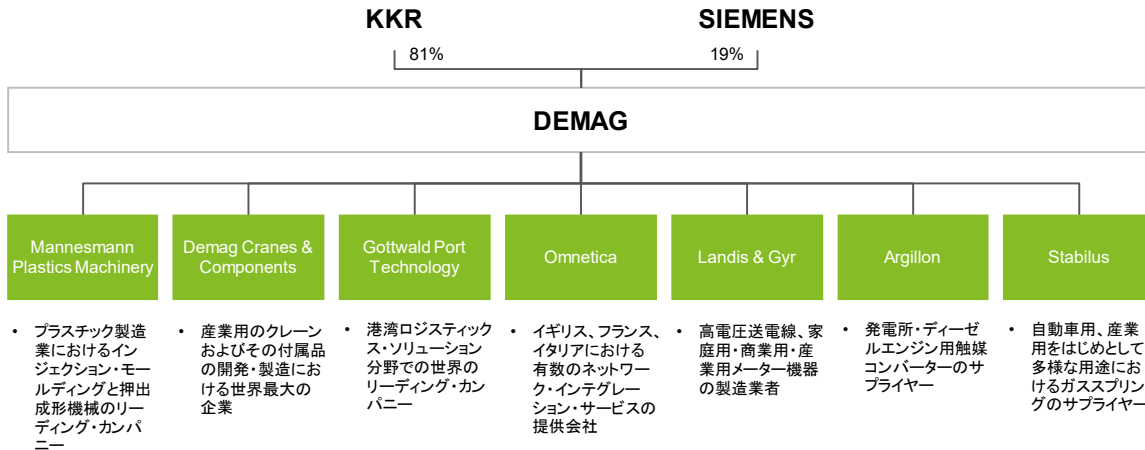 KKR
SIEMENS
81%
19%
DEMAG
Mannesmann
Plastics Machinery
Demag Cranes &
Components
Gottwald Port
Technology
Omnetica
Landis & Gyr
Argillon
Stabilus
• プラスチック製造
業におけるイン
ジェクション・モー
ルディングと押出
成形機械のリー
ディング・カンパ
ニー
• 産業用のクレーン
およびその付属品
の開発・製造にお
ける世界最大の
企業
• 港湾ロジスティック
ス・ソリューション
分野での世界の
リーディング・カン
パニー
• イギリス、フランス、
イタリアにおける
有数のネットワー
ク・インテグレー
ション・サービスの
提供会社
• 高電圧送電線、家
庭用・商業用・産
業用メーター機器
の製造業者
• 発電所・ディーゼ
ルエンジン用触媒
コンバーターのサ
プライヤー
• 自動車用、産業
用をはじめとして
多様な用途にお
けるガススプリン
グのサプライヤー